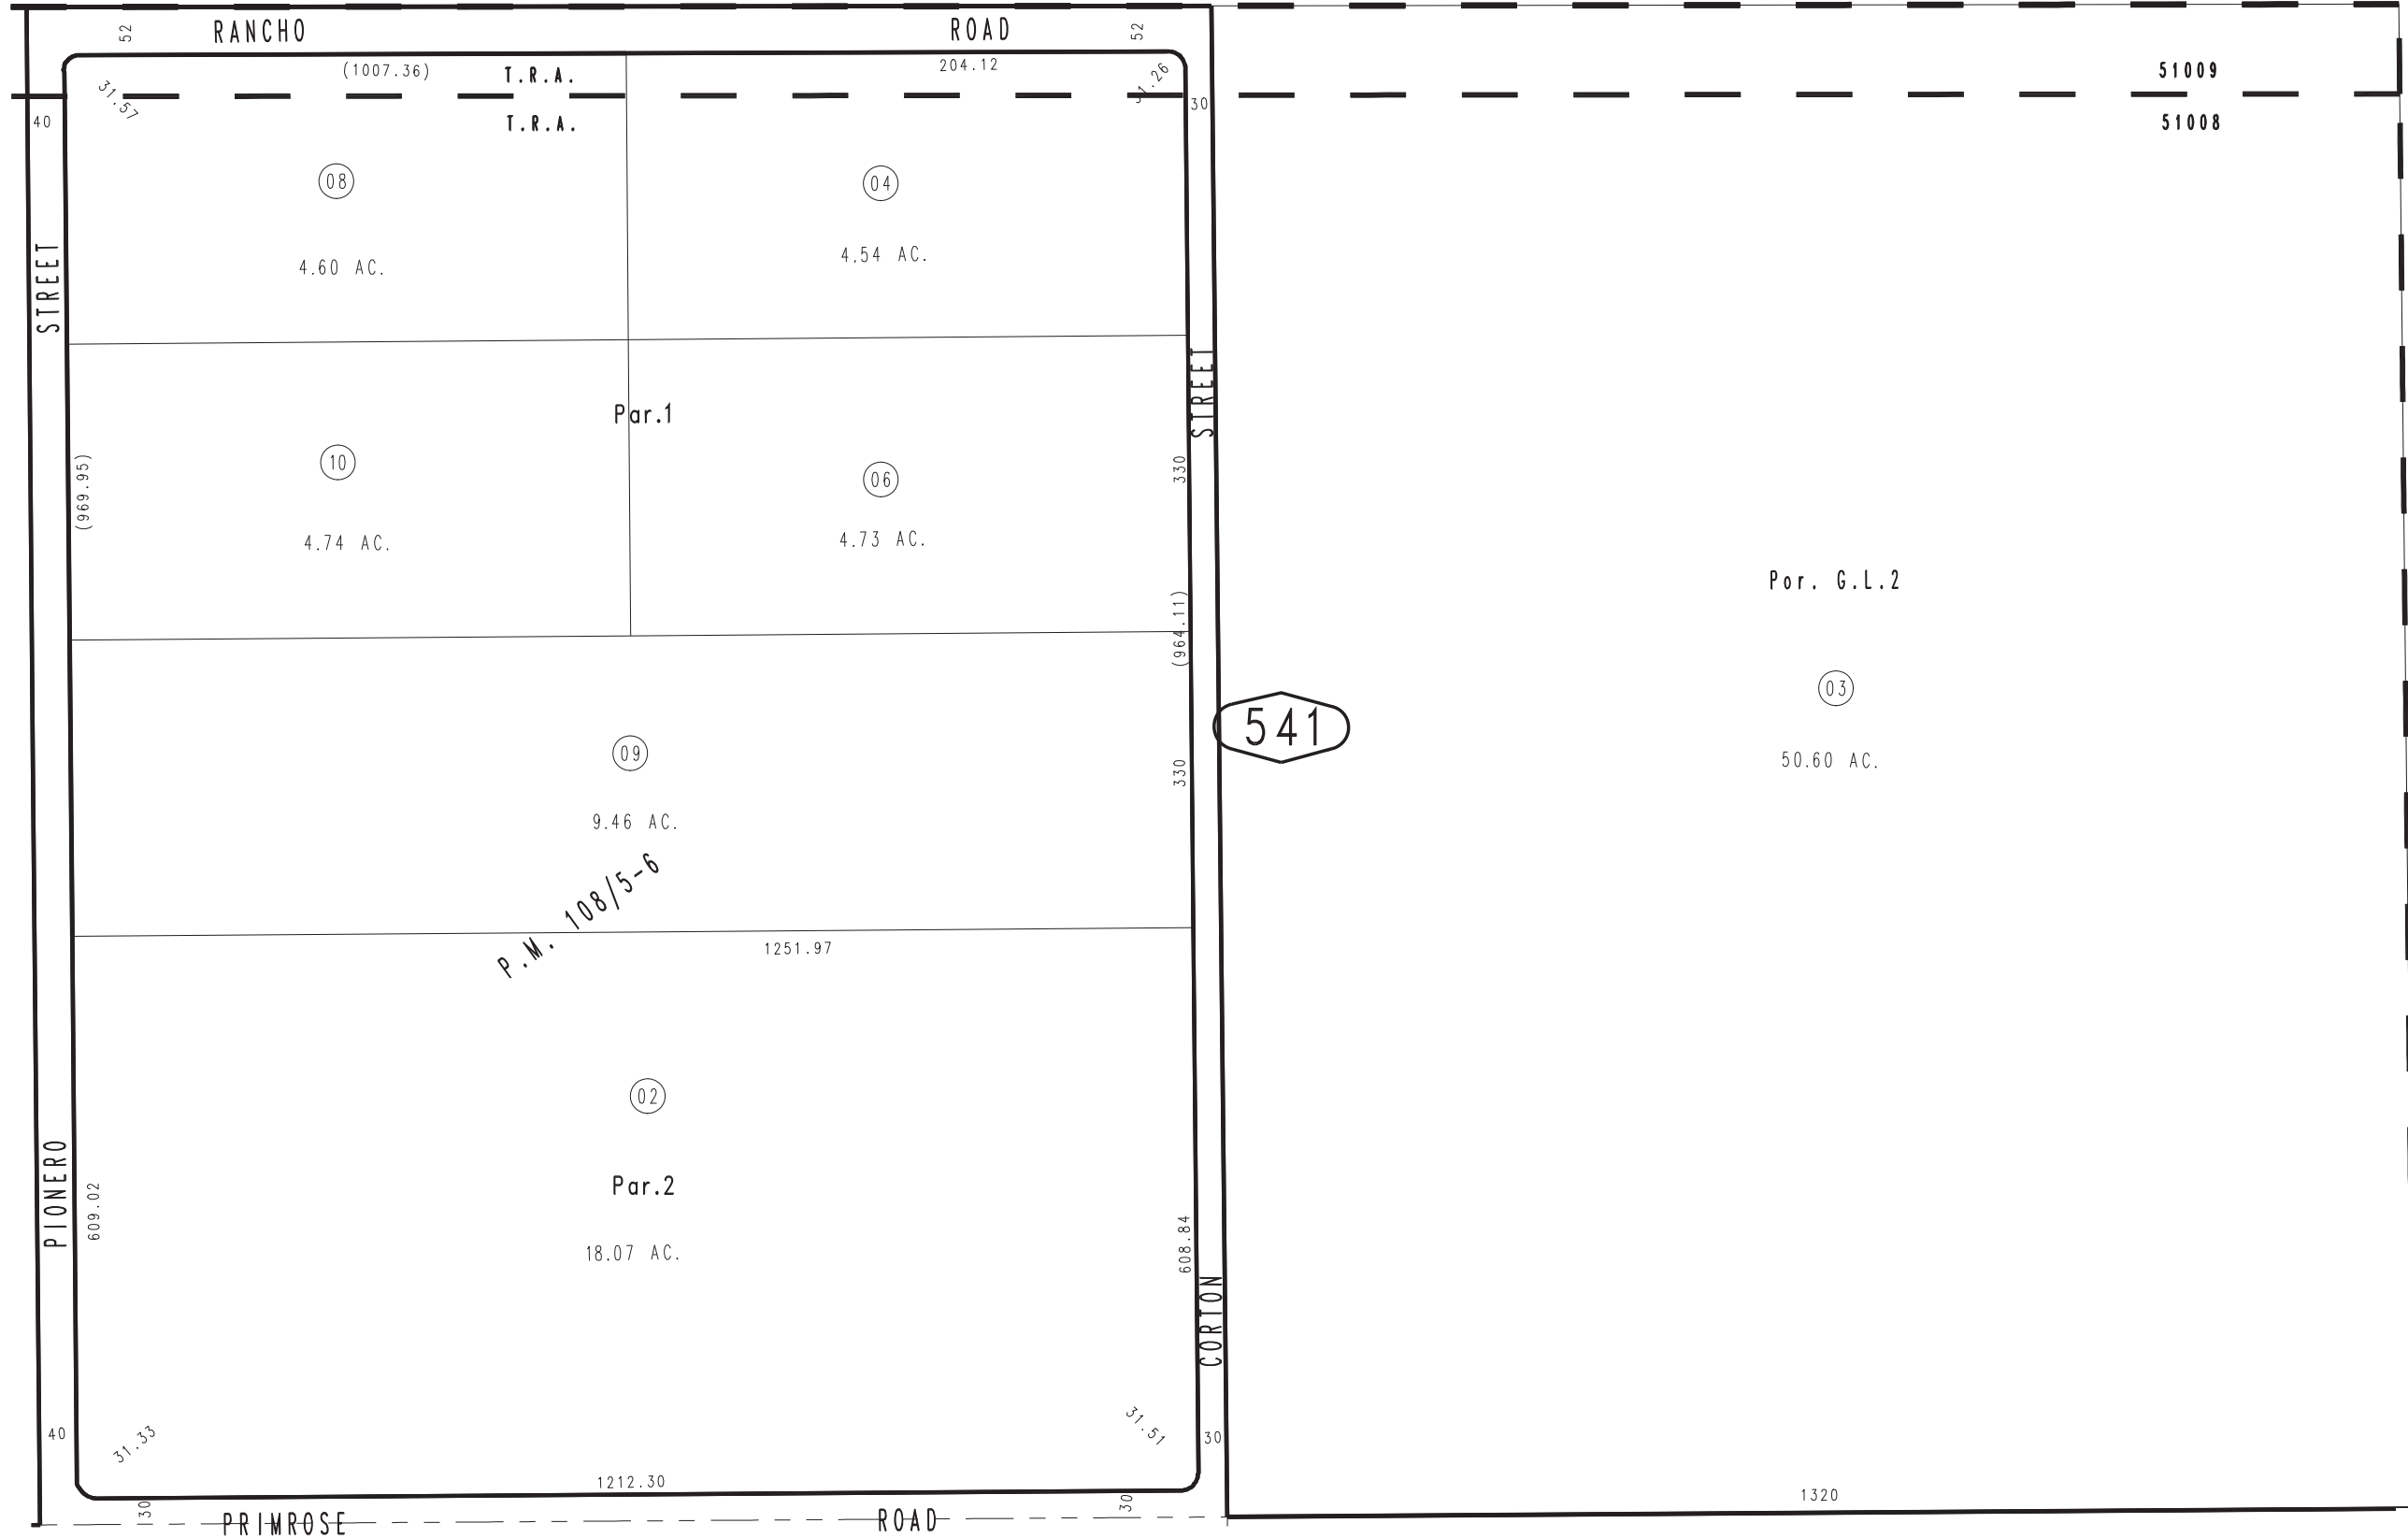 RANCHO ROAD
52
52
(1007.36)
204.12
T.R.A.
51009
T.R.A.
51008
31.57
31.26
40
30
08
4.60 AC.
04
4.54 AC.
STREET
STREET
Par.1
10
4.74 AC.
06
4.73 AC.
(969.95)
330
(964.11)
Por. G.L.2
03
50.60 AC.
541
09
9.46 AC.
330
P.M. 108/5-6
1251.97
02
Par.2
18.07 AC.
PIONERO
609.02
608.84
CORTON
40
31.33
31.51
30
1212.30
1320
30
30
PRIMROSE ROAD